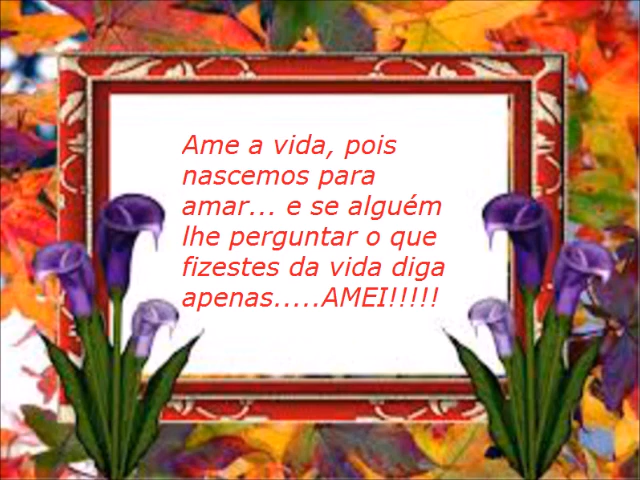 Ame a vida, pois
nascemos para
amar... e se alguém
lhe perguntar o que
fizestes da vida diga
apenas.....AMEI!!!!!